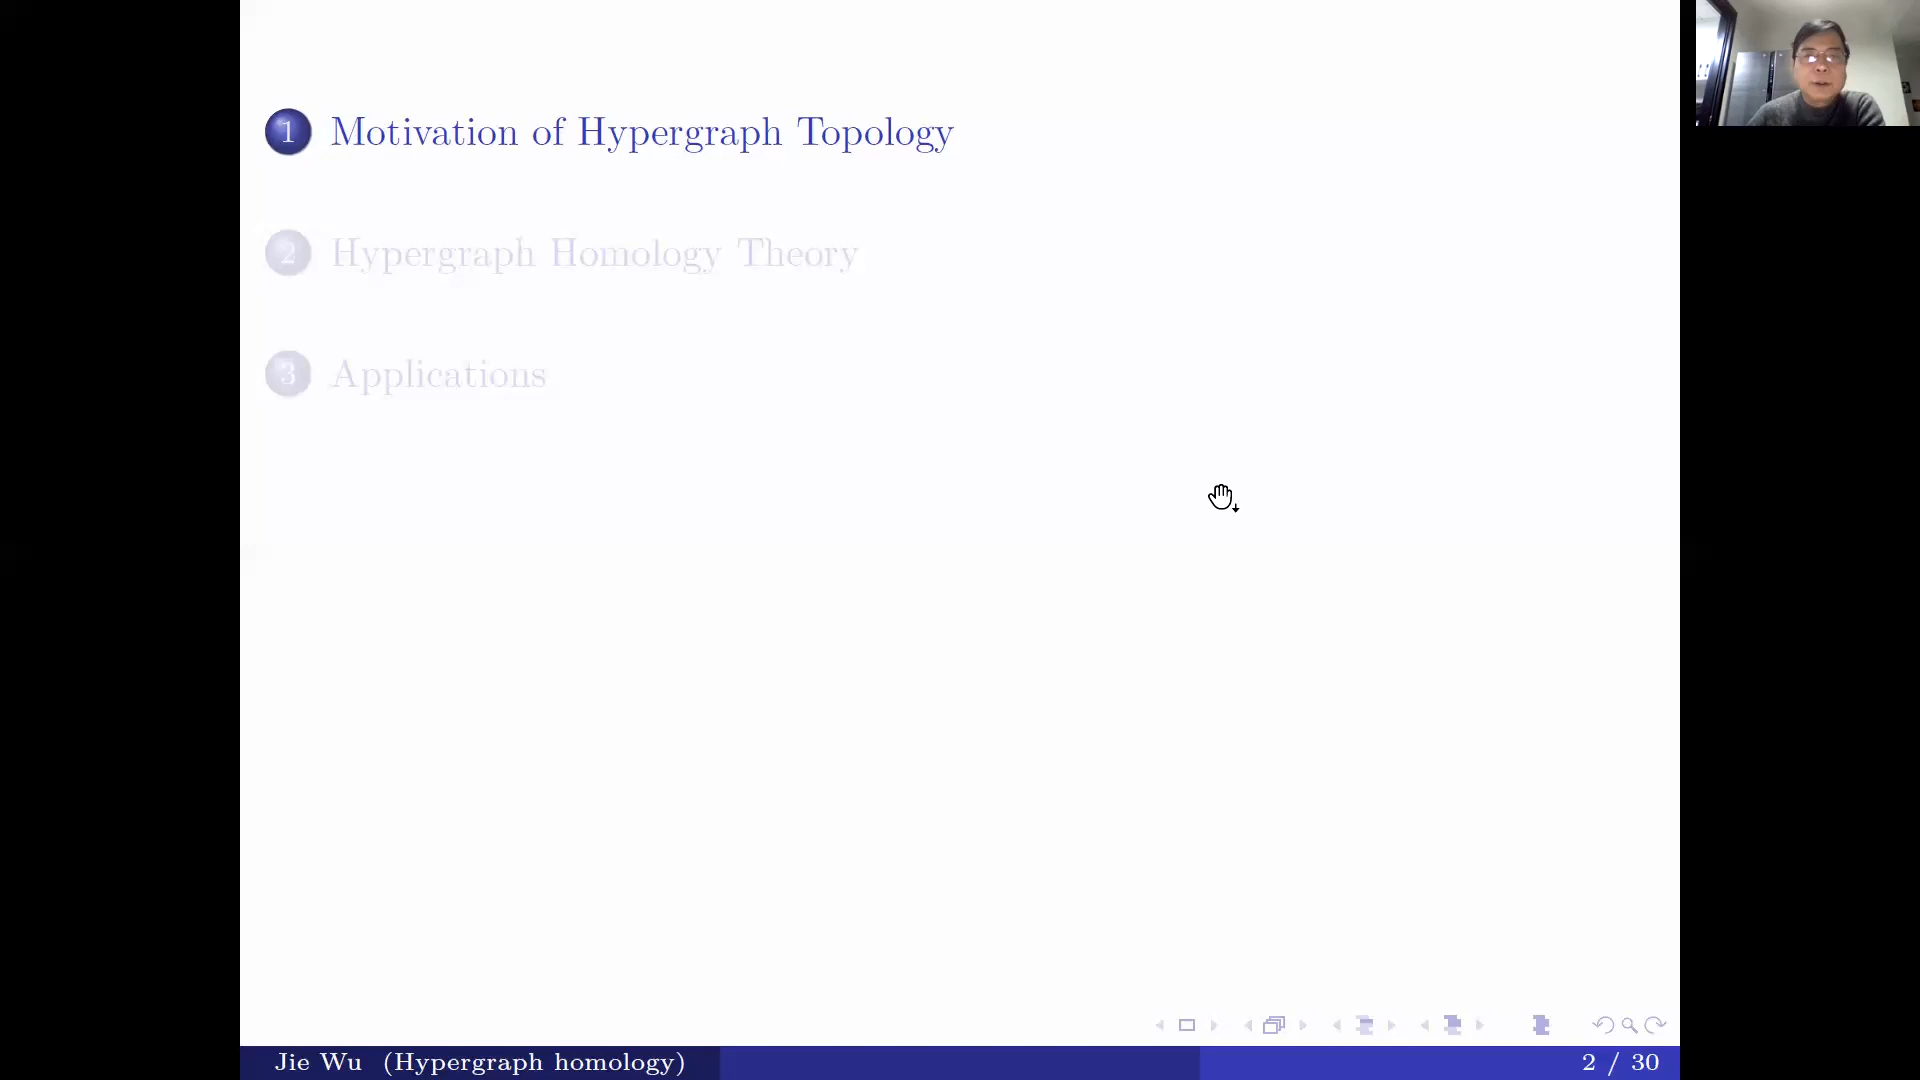 1 Motivation of Hypergraph Topology
2 Hypergraph Homology Theory
3 Applications
Jie Wu (Hypergraph homology)
2 / 30